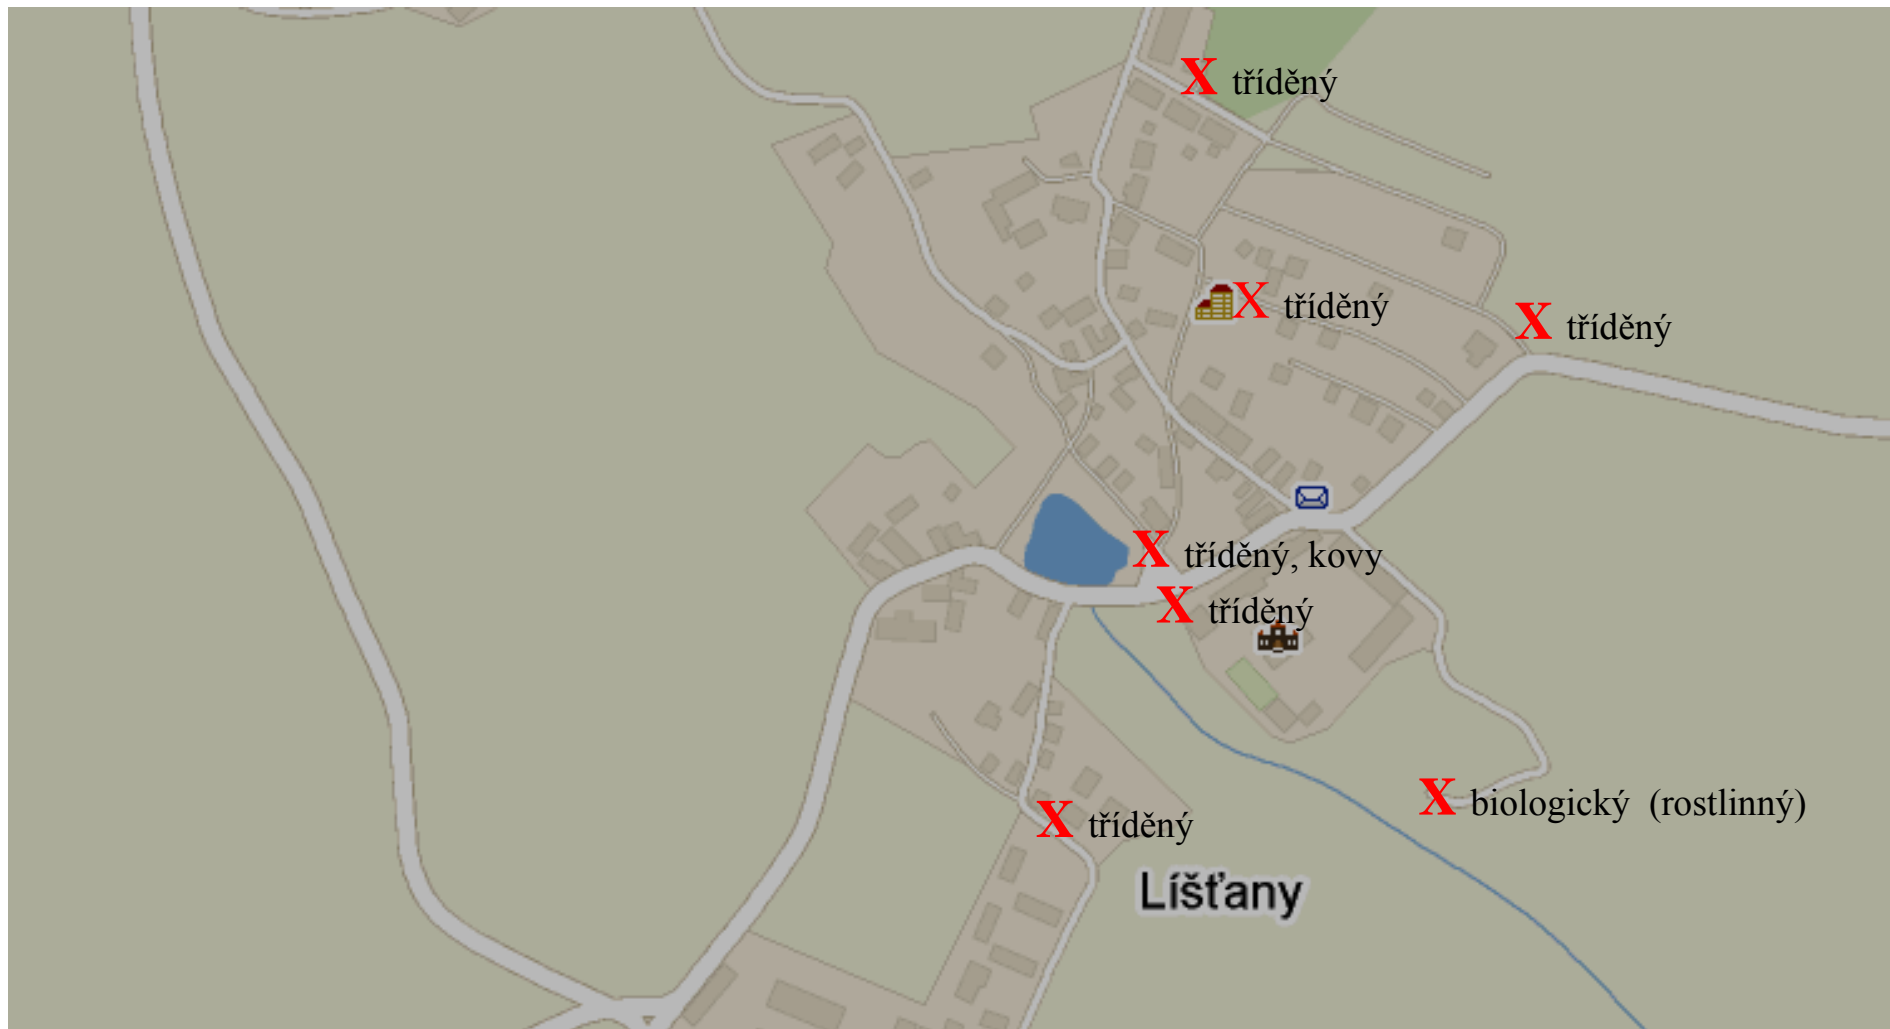 X tříděný
X tříděný
X tříděný
X tříděný, kovy
X tříděný
X biologický (rostlinný)
X tříděný
Líšťany